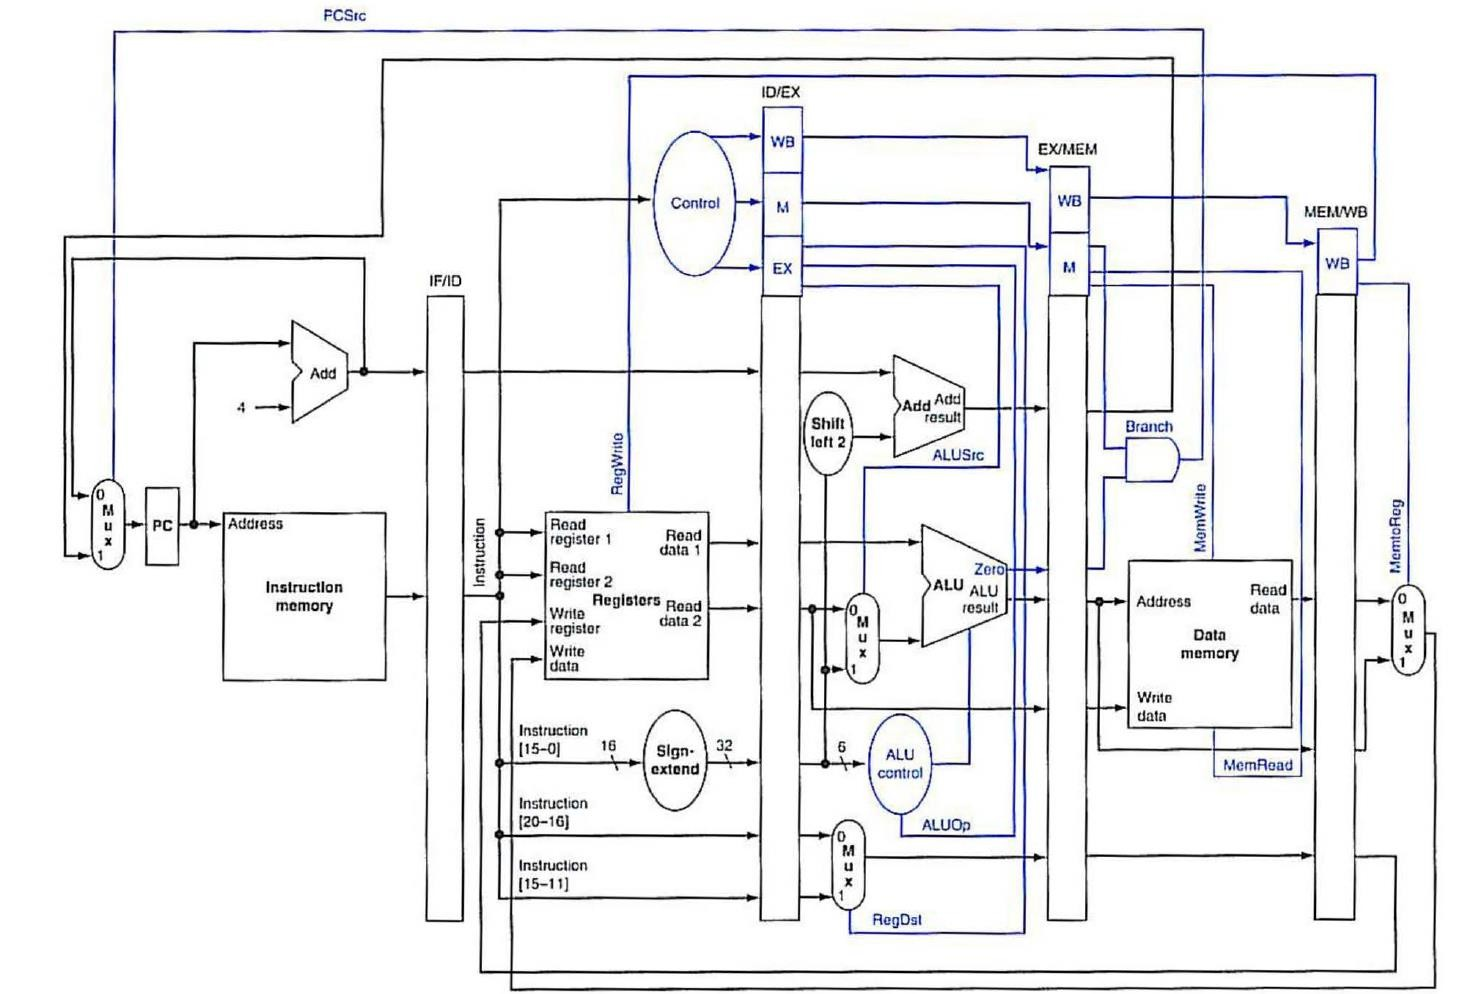 PCSrc
ID/EX
WB
M
EX
Control
EX/MEM
WB
M
MEM/WB
WB
IF/ID
Add
4
Add Add
result
Shift
left 2
ALUSrc
Branch
RegWrite
MemWrite
MemtoReg
0
M
u
x
1
PC
Address
Instruction
memory
Instruction
Read
register 1
Read
register 2
Write
register
Write
data
Registers
Read
data 1
Read
data 2
0
M
u
x
1
Zero
ALU ALU
result
Address
Read
data
Data
memory
Write
data
0
M
u
x
1
Instruction
[15–0]
16
Sign-
extend
32
6
ALU
control
MemRead
Instruction
[20–16]
ALUOp
Instruction
[15–11]
0
M
u
x
1
RegDst